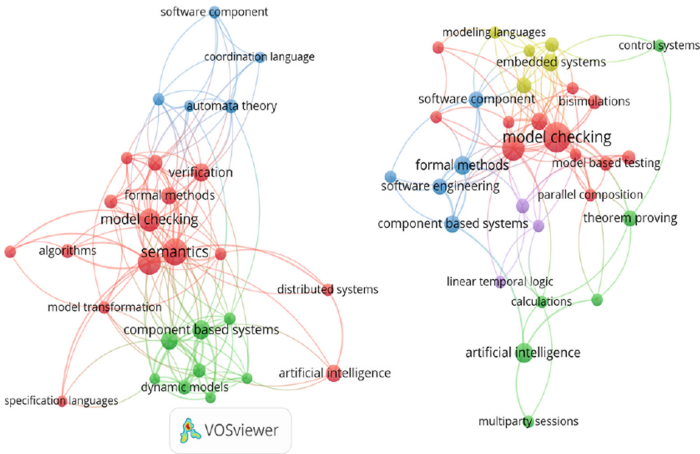 software component
coordination language
automata theory
verification
formal methods
model checking
semantics
algorithms
distributed systems
model transformation
component based systems
artificial intelligence
dynamic models
specification languages
VOSviewer
modeling languages
control systems
embedded systems
software component
bisimulations
model checking
formal methods
model based testing
software engineering
parallel composition
theorem proving
component based systems
linear temporal logic
calculations
artificial intelligence
multiparty sessions